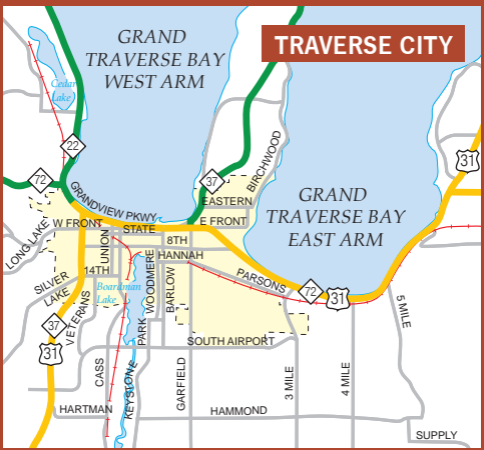 GRAND
TRAVERSE BAY
WEST ARM
TRAVERSE CITY
Cedar
Lake
22
72
37
31
BIRCHWOOD
EASTERN
E FRONT
GRANDVIEW PKWY
W FRONT
STATE
GRAND
TRAVERSE BAY
EAST ARM
LONG LAKE
UNION
8TH
HANNAH
14TH
WOODMERE
BARLOW
PARSONS
SILVER
LAKE
Boardman
Lake
72
31
VETERANS
37
31
PARK
SOUTH AIRPORT
5 MILE
CASS
KEYSTONE
GARFIELD
3 MILE
4 MILE
HARTMAN
HAMMOND
SUPPLY